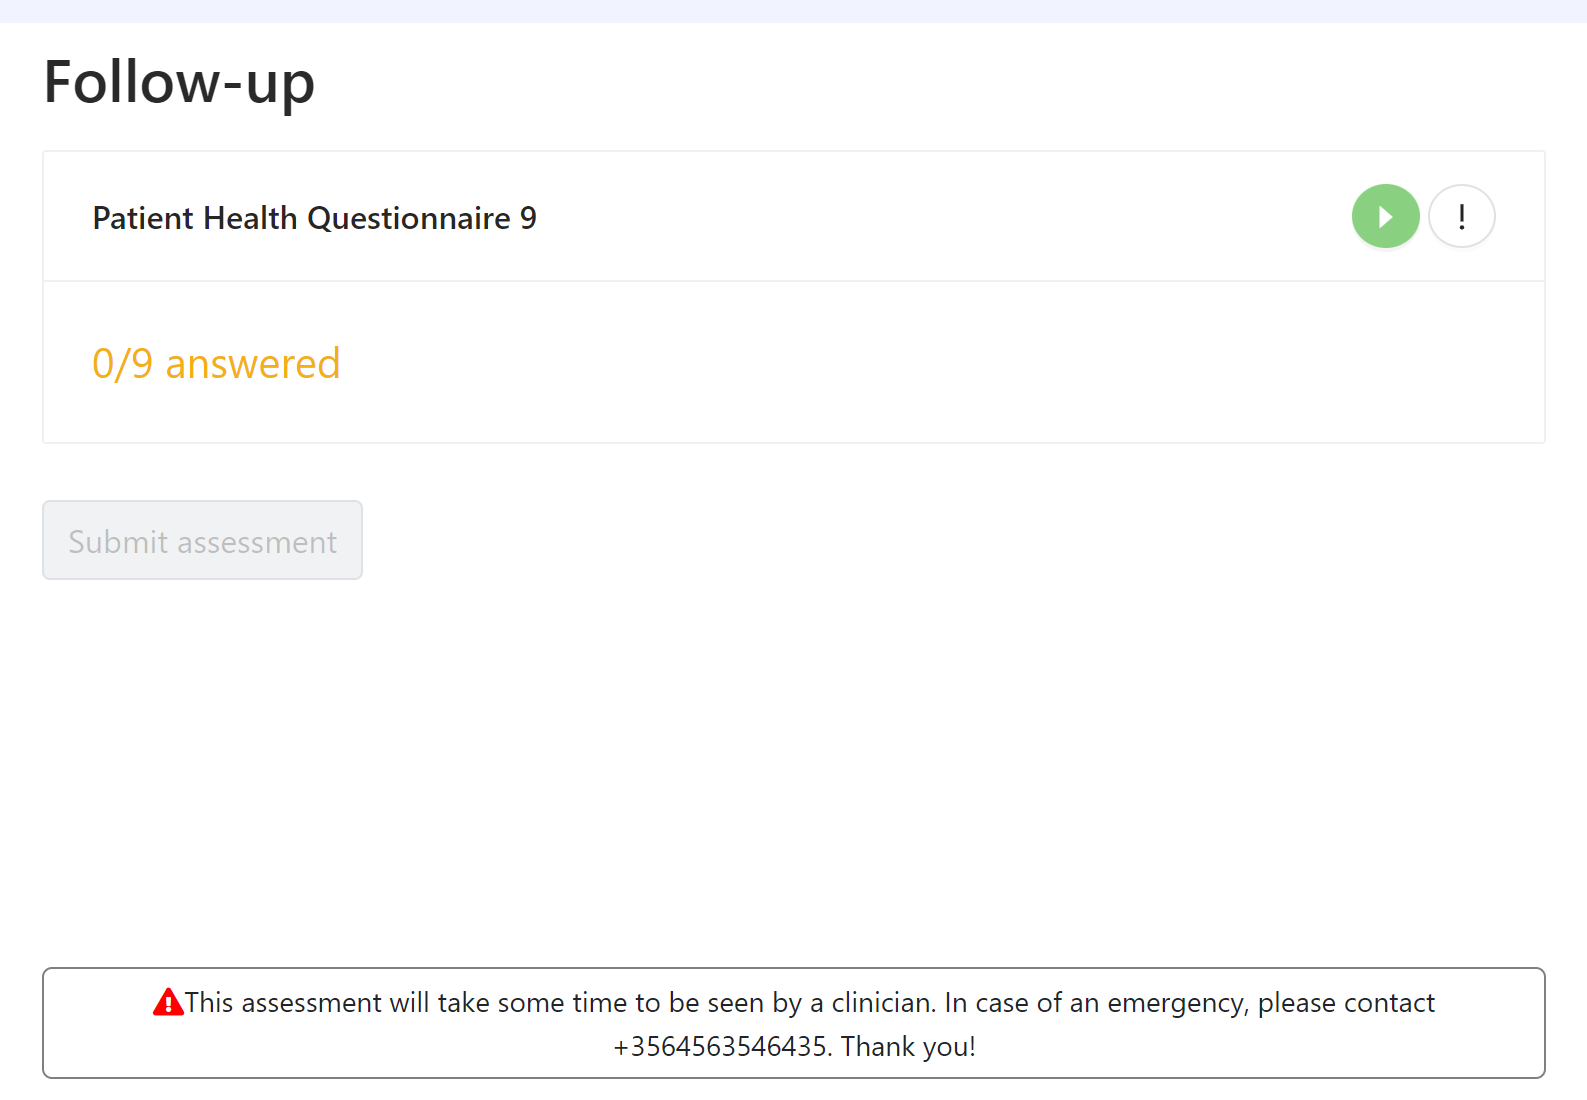 Follow-up
Patient Health Questionnaire 9
!
0/9 answered
Submit assessment
This assessment will take some time to be seen by a clinician. In case of an emergency, please contact
+3564563546435. Thank you!